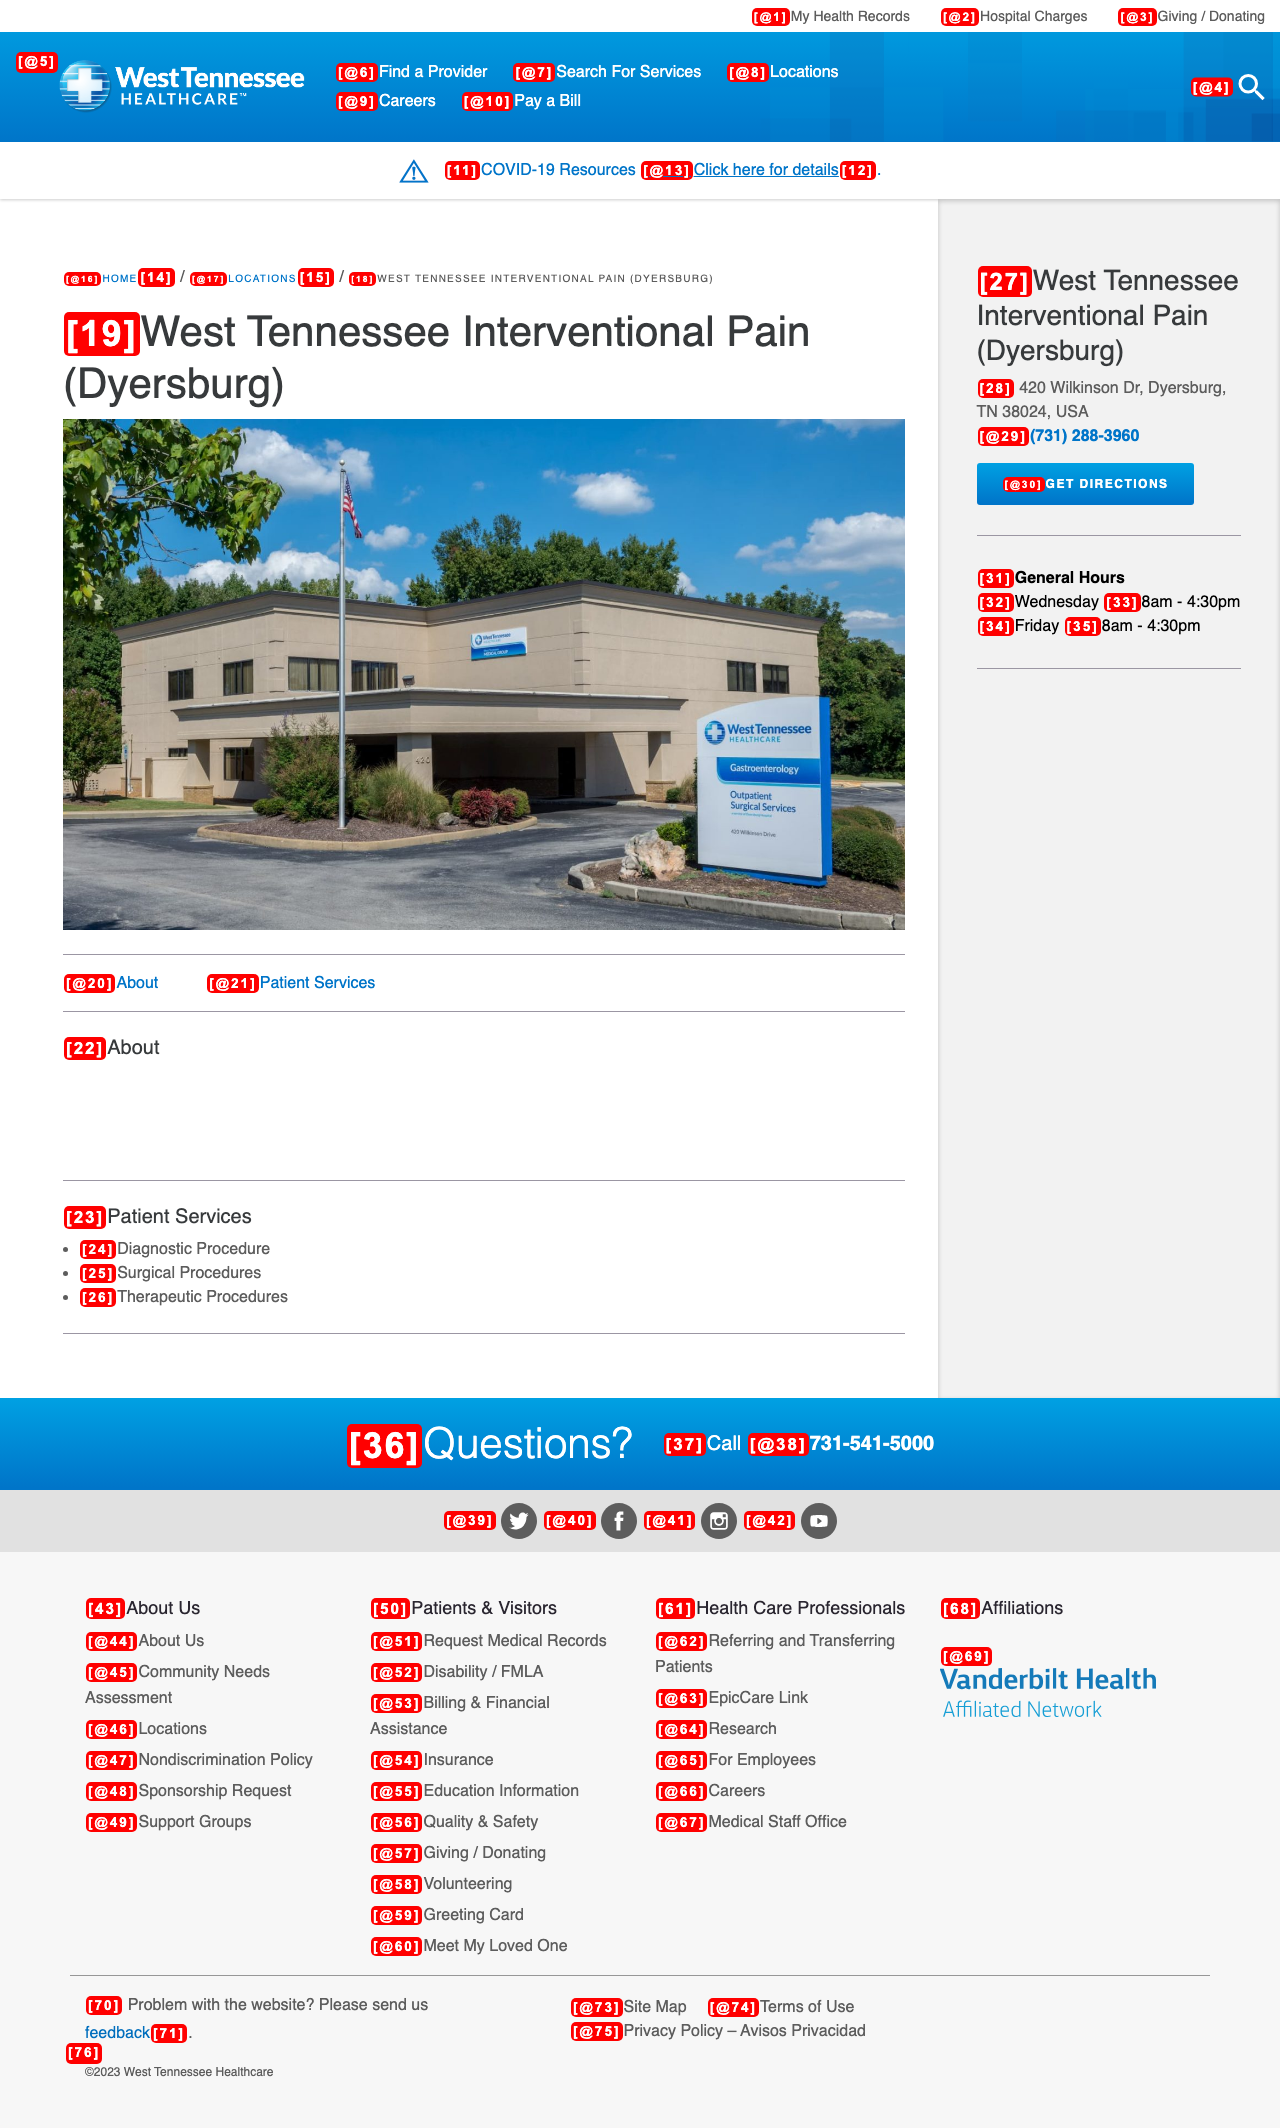 [@1]My Health Records [@2]Hospital Charges [@3]Giving / Donating
[@5] West Tennessee HEALTHCARE™
[@6]Find a Provider [@7]Search For Services [@8]Locations
[@9]Careers [@10]Pay a Bill
[@4]
[11]COVID-19 Resources [@13]Click here for details[12].
[@16]HOME[14] / [@17]LOCATIONS[15] / [18]WEST TENNESSEE INTERVENTIONAL PAIN (DYERSBURG)
[19]West Tennessee Interventional Pain
(Dyersburg)
West Tennessee
HEALTHCARE
MEDICAL GROUP
420
West Tennessee
HEALTHCARE
Gastroenterology
Outpatient
Surgical Services
420 Wilkinson Drive
[@20]About [@21]Patient Services
[22]About
[23]Patient Services
[24]Diagnostic Procedure
[25]Surgical Procedures
[26]Therapeutic Procedures
[27]West Tennessee
Interventional Pain
(Dyersburg)
[28] 420 Wilkinson Dr, Dyersburg,
TN 38024, USA
[@29](731) 288-3960
[@30]GET DIRECTIONS
[31]General Hours
[32]Wednesday [33]8am - 4:30pm
[34]Friday [35]8am - 4:30pm
[36]Questions? [37]Call [@38]731-541-5000
[@39] [@40] [@41] [@42]
[43]About Us
[@44]About Us
[@45]Community Needs
Assessment
[@46]Locations
[@47]Nondiscrimination Policy
[@48]Sponsorship Request
[@49]Support Groups
[50]Patients & Visitors
[@51]Request Medical Records
[@52]Disability / FMLA
[@53]Billing & Financial
Assistance
[@54]Insurance
[@55]Education Information
[@56]Quality & Safety
[@57]Giving / Donating
[@58]Volunteering
[@59]Greeting Card
[@60]Meet My Loved One
[61]Health Care Professionals
[@62]Referring and Transferring
Patients
[@63]EpicCare Link
[@64]Research
[@65]For Employees
[@66]Careers
[@67]Medical Staff Office
[68]Affiliations
[@69]
Vanderbilt Health
Affiliated Network
[70] Problem with the website? Please send us
feedback[71].
[76]
©2023 West Tennessee Healthcare
[@73]Site Map [@74]Terms of Use
[@75]Privacy Policy – Avisos Privacidad